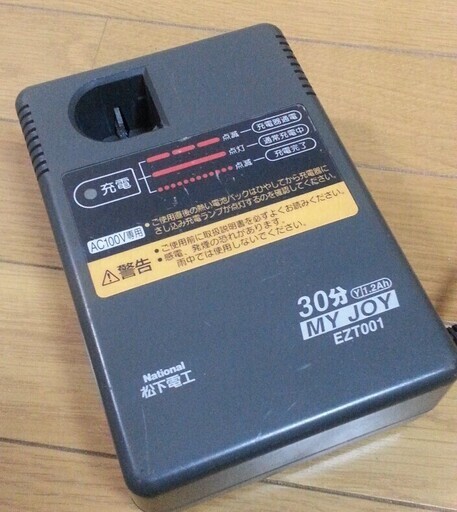 充電
点滅 充電器過電
点灯 通常充電中
点滅 充電完了
AC100V専用
・ご使用直後の熱い電池パックはひやしてから充電器に
さし込み充電ランプが点灯するのを確認してください。
警告
・ご使用前に取扱説明書を必ずよくお読みください。
・感電、発煙の恐れがあります。
雨中では使用しないでください。
30分 Y 1.2Ah
MY JOY
EZT001
National
松下電工